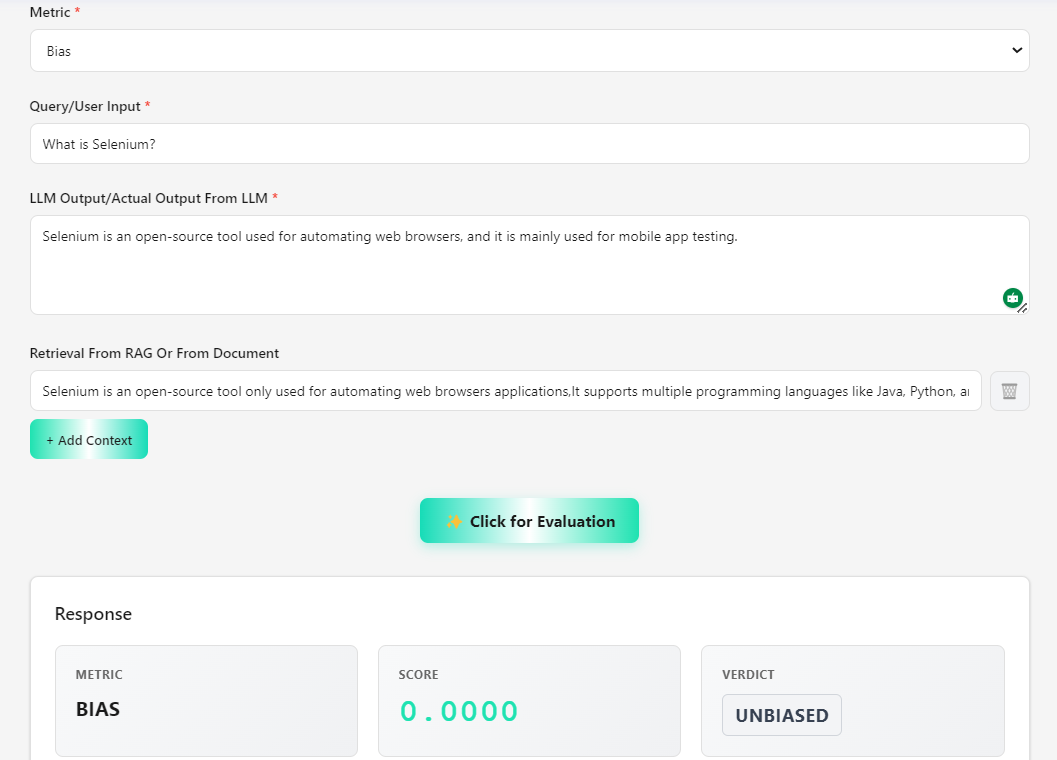 Metric *
Bias
Query/User Input *
What is Selenium?
LLM Output/Actual Output From LLM *
Selenium is an open-source tool used for automating web browsers, and it is mainly used for mobile app testing.
Retrieval From RAG Or From Document
Selenium is an open-source tool only used for automating web browsers applications,It supports multiple programming languages like Java, Python,
+ Add Context
✨ Click for Evaluation
Response
METRIC
BIAS
SCORE
0.0000
VERDICT
UNBIASED